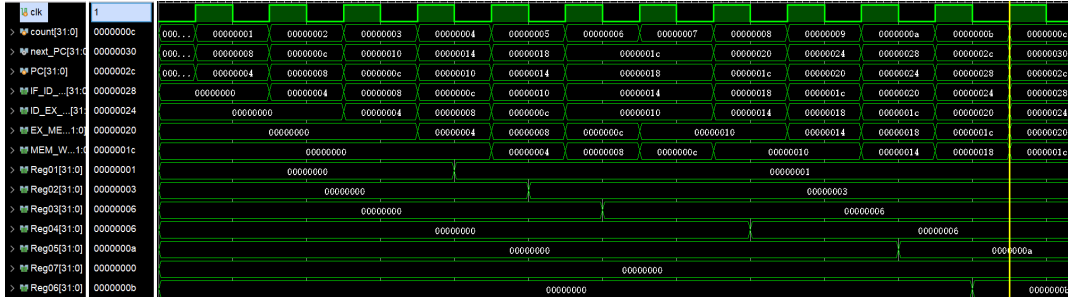 clk 1
count[31:0] 0000000c 000... 00000001 00000002 00000003 00000004 00000005 00000006 00000007 00000008 00000009 0000000a 0000000b 0000000c
next_PC[31:0 00000030 000... 00000008 0000000c 00000010 00000014 00000018 0000001c 00000020 00000024 00000028 0000002c 00000030
PC[31:0] 0000002c 000... 00000004 00000008 0000000c 00000010 00000014 00000018 0000001c 00000020 00000024 00000028 0000002c
IF_ID_...[31:0 00000028 00000000 00000004 00000008 0000000c 00000010 00000014 00000018 0000001c 00000020 00000024 00000028
ID_EX_...[31: 00000024 00000000 00000004 00000008 0000000c 00000010 00000014 00000018 0000001c 00000020 00000024
EX_ME...1:0] 00000020 00000000 00000004 00000008 0000000c 00000010 00000014 00000018 0000001c 00000020
MEM_W...1:0 0000001c 00000000 00000004 00000008 0000000c 00000010 00000014 00000018 0000001c
Reg01[31:0] 00000001 00000000 00000001
Reg02[31:0] 00000003 00000000 00000003
Reg03[31:0] 00000006 00000000 00000006
Reg04[31:0] 00000006 00000000 00000006
Reg05[31:0] 0000000a 00000000 0000000a
Reg07[31:0] 00000000 00000000
Reg06[31:0] 0000000b 00000000 0000000b